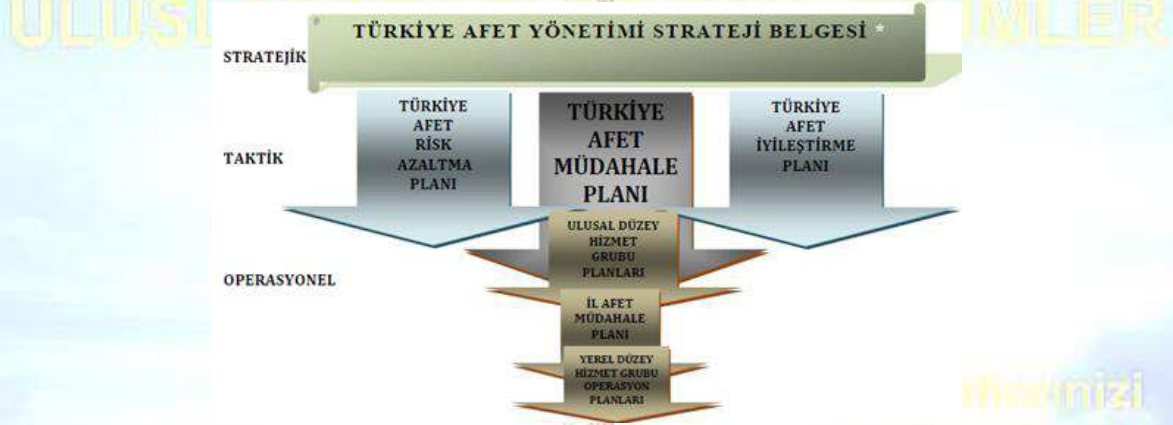 TÜRKİYE AFET YÖNETİMİ STRATEJİ BELGESİ *
STRATEJİK
TÜRKİYE
AFET
RİSK
AZALTMA
PLANI
TÜRKİYE
AFET
MÜDAHALE
PLANI
TÜRKİYE
AFET
İYİLEŞTİRME
PLANI
TAKTİK
ULUSAL DÜZEY
HİZMET
GRUBU
PLANLARI
OPERASYONEL
İL AFET
MÜDAHALE
PLANI
YEREL DÜZEY
HİZMET GRUBU
OPERASYON
PLANLARI